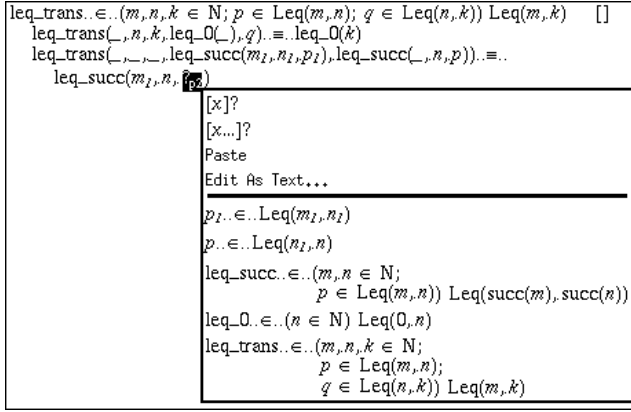 leq_trans..∈..(m,.n,.k ∈ N; p ∈ Leq(m,.n); q ∈ Leq(n,.k)) Leq(m,.k) []
leq_trans(_,.n,.k,.leq_0(_),.q)..≡..leq_0(k)
leq_trans(_,._,._,.leq_succ(m₁,.n₁,.p₁),.leq_succ(_,.n,.p))..≡..
leq_succ(m₁,.n,.?p2)
[x]?
[x...]?
Paste
Edit As Text...
p₁..∈..Leq(m₁,.n₁)
p..∈..Leq(n₁,.n)
leq_succ..∈..(m,.n ∈ N;
p ∈ Leq(m,.n)) Leq(succ(m),.succ(n))
leq_0..∈..(n ∈ N) Leq(0,.n)
leq_trans..∈..(m,.n,.k ∈ N;
p ∈ Leq(m,.n);
q ∈ Leq(n,.k)) Leq(m,.k)